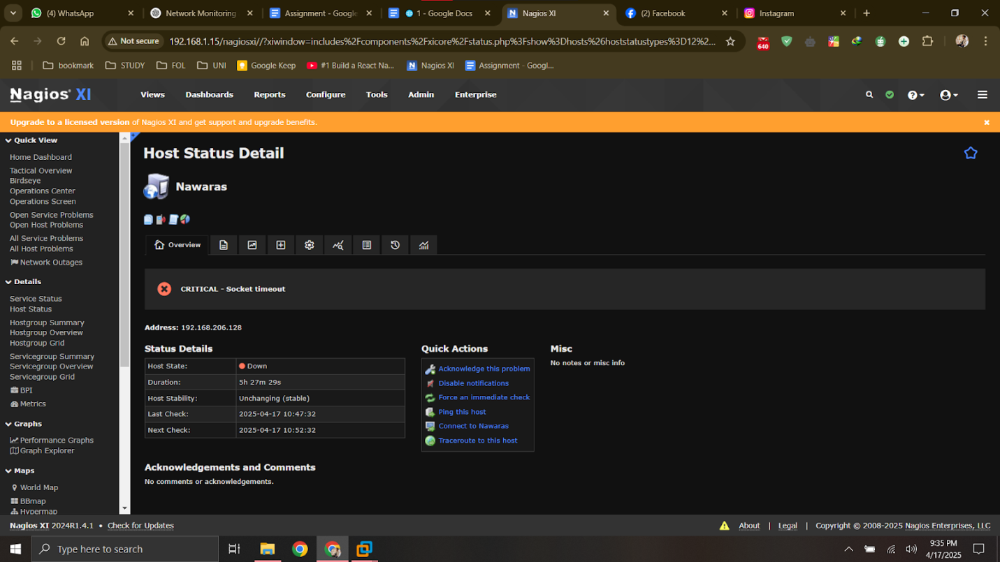 (4) WhatsApp
Network Monitoring
Assignment - Google
1 - Google Docs
Nagios XI
(2) Facebook
Instagram
Not secure
192.168.1.15/nagiosxi//?xiwindow=includes%2Fcomponents%2Fxicore%2Fstatus.php%3Fshow%3Dhosts%26hoststatustypes%3D12%2...
640
bookmark
STUDY
FOL
UNI
Google Keep
#1 Build a React Na...
Nagios XI
Assignment - Googl...
Nagios® XI
Views
Dashboards
Reports
Configure
Tools
Admin
Enterprise
Upgrade to a licensed version of Nagios XI and get support and upgrade benefits.
Quick View
Home Dashboard
Tactical Overview
Birdseye
Operations Center
Operations Screen
Open Service Problems
Open Host Problems
All Service Problems
All Host Problems
Network Outages
Details
Service Status
Host Status
Hostgroup Summary
Hostgroup Overview
Hostgroup Grid
Servicegroup Summary
Servicegroup Overview
Servicegroup Grid
BPI
Metrics
Graphs
Performance Graphs
Graph Explorer
Maps
World Map
BBmap
Hypermap
Host Status Detail
Nawaras
Overview
CRITICAL - Socket timeout
Address: 192.168.206.128
Status Details
Host State: Down
Duration: 5h 27m 29s
Host Stability: Unchanging (stable)
Last Check: 2025-04-17 10:47:32
Next Check: 2025-04-17 10:52:32
Quick Actions
Acknowledge this problem
Disable notifications
Force an immediate check
Ping this host
Connect to Nawaras
Traceroute to this host
Misc
No notes or misc info
Acknowledgements and Comments
No comments or acknowledgements.
Nagios XI 2024R1.4.1 • Check for Updates
About | Legal | Copyright © 2008-2025 Nagios Enterprises, LLC
Type here to search
9:35 PM
4/17/2025